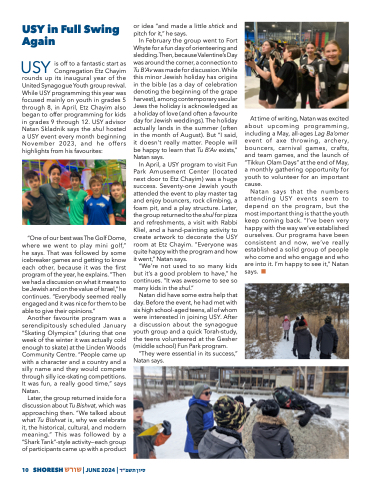 USY in Full Swing
Again
USY is off to a fantastic start as
Congregation Etz Chayim
rounds up its inaugural year of the
United Synagogue Youth group revival.
While USY programming this year was
focused mainly on youth in grades 5
through 8, in April, Etz Chayim also
began to offer programming for kids
in grades 9 through 12. USY advisor
Natan Skladnik says the shul hosted
a USY event every month beginning
November 2023, and he offers
highlights from his favourites:
"One of our best was The Golf Dome,
where we went to play mini golf,"
he says. That was followed by some
icebreaker games and getting to know
each other, because it was the first
program of the year, he explains. "Then
we had a discussion on what it means to
be Jewish and on the value of Israel," he
continues. "Everybody seemed really
engaged and it was nice for them to be
able to give their opinions."
Another favourite program was a
serendipitously scheduled January
"Skating Olympics" (during that one
week of the winter it was actually cold
enough to skate) at the Linden Woods
Community Centre. "People came up
with a character and a country and a
silly name and they would compete
through silly ice-skating competitions.
It was fun, a really good time," says
Natan.
Later, the group returned inside for a
discussion about Tu Bishvat, which was
approaching then. "We talked about
what Tu Bishvat is, why we celebrate
it, the historical, cultural, and modern
meaning." This was followed by a
"Shark Tank"-style activity—each group
of participants came up with a product
or idea "and made a little shtick and
pitch for it," he says.
In February the group went to Fort
Whyte for a fun day of orienteering and
sledding. Then, because Valentine's Day
was around the corner, a connection to
Tu B'Av was made for discussion. While
this minor Jewish holiday has origins
in the bible (as a day of celebration
denoting the beginning of the grape
harvest), among contemporary secular
Jews the holiday is acknowledged as
a holiday of love (and often a favourite
day for Jewish weddings). The holiday
actually lands in the summer (often
in the month of August). But "I said,
it doesn't really matter. People will
be happy to learn that Tu B'Av exists,"
Natan says.
In April, a USY program to visit Fun
Park Amusement Center (located
next door to Etz Chayim) was a huge
success. Seventy-one Jewish youth
attended the event to play master tag
and enjoy bouncers, rock climbing, a
foam pit, and a play structure. Later,
the group returned to the shul for pizza
and refreshments, a visit with Rabbi
Kliel, and a hand-painting activity to
create artwork to decorate the USY
room at Etz Chayim. "Everyone was
quite happy with the program and how
it went," Natan says.
"We're not used to so many kids
but it's a good problem to have," he
continues. "It was awesome to see so
many kids in the shul."
Natan did have some extra help that
day. Before the event, he had met with
six high school-aged teens, all of whom
were interested in joining USY. After
a discussion about the synagogue
youth group and a quick Torah-study,
the teens volunteered at the Gesher
(middle school) Fun Park program.
"They were essential in its success,"
Natan says.
At time of writing, Natan was excited
about upcoming programming,
including a May, all-ages Lag Ba'omer
event of axe throwing, archery,
bouncers, carnival games, crafts,
and team games, and the launch of
"Tikkun Olam Days" at the end of May,
a monthly gathering opportunity for
youth to volunteer for an important
cause.
Natan says that the numbers
attending USY events seem to
depend on the program, but the
most important thing is that the youth
keep coming back. "I've been very
happy with the way we've established
ourselves. Our programs have been
consistent and now, we've really
established a solid group of people
who come and who engage and who
are into it. I'm happy to see it," Natan
says.
10 SHORESH שורש | JUNE 2024 | סיון תשפ"ד